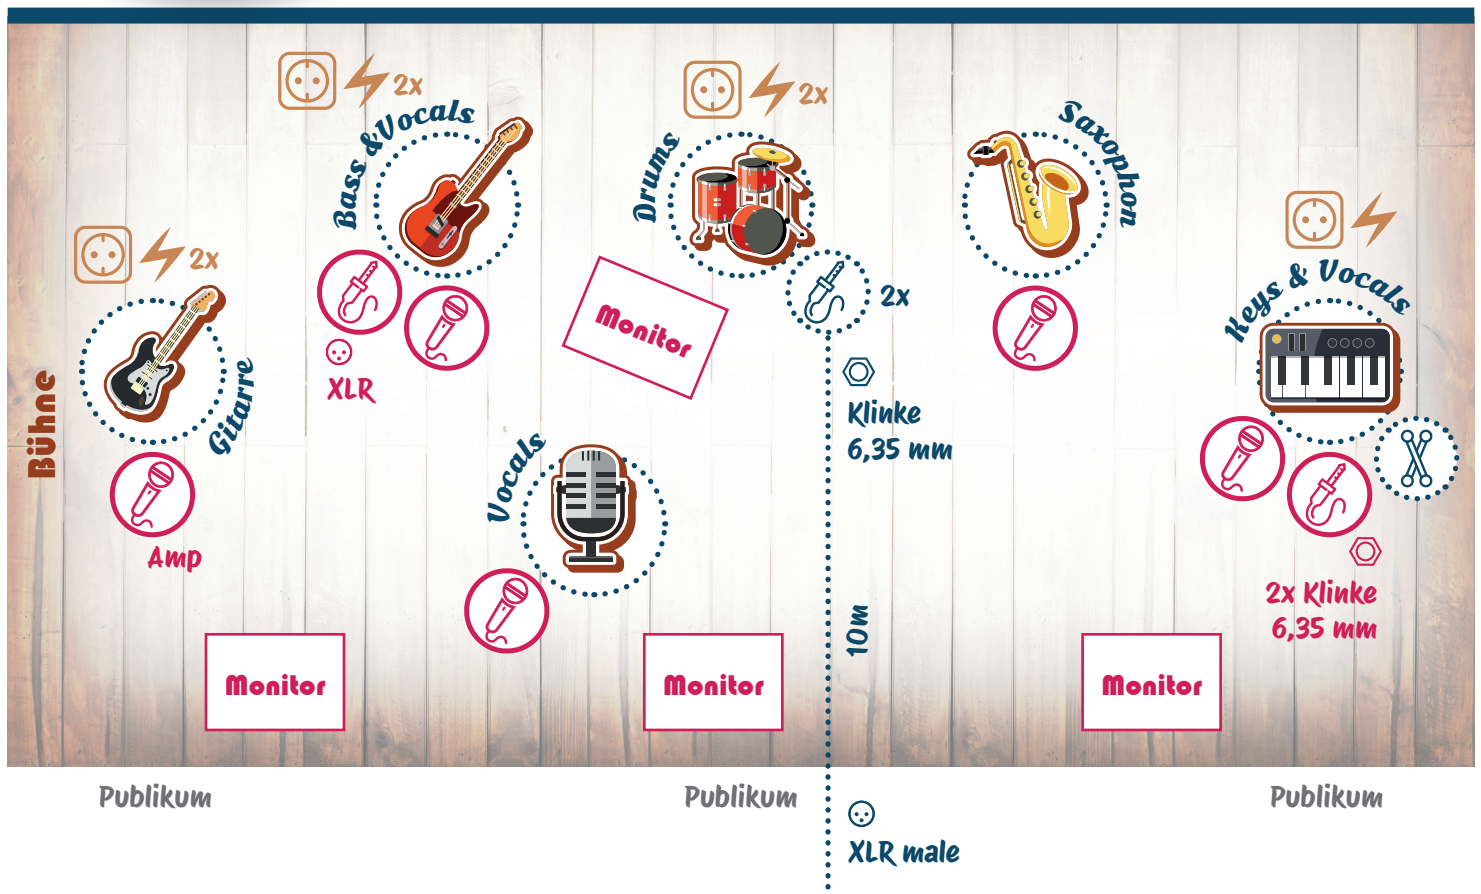 2x
Bass & Vocals
2x
Drums
Saxophon
2x
Gitarre
Keys & Vocals
Monitor
2x
XLR
Klinke
6,35 mm
Bühne
Vocals
Amp
10m
2x Klinke
6,35 mm
Monitor
Monitor
Monitor
Publikum
Publikum
Publikum
XLR male